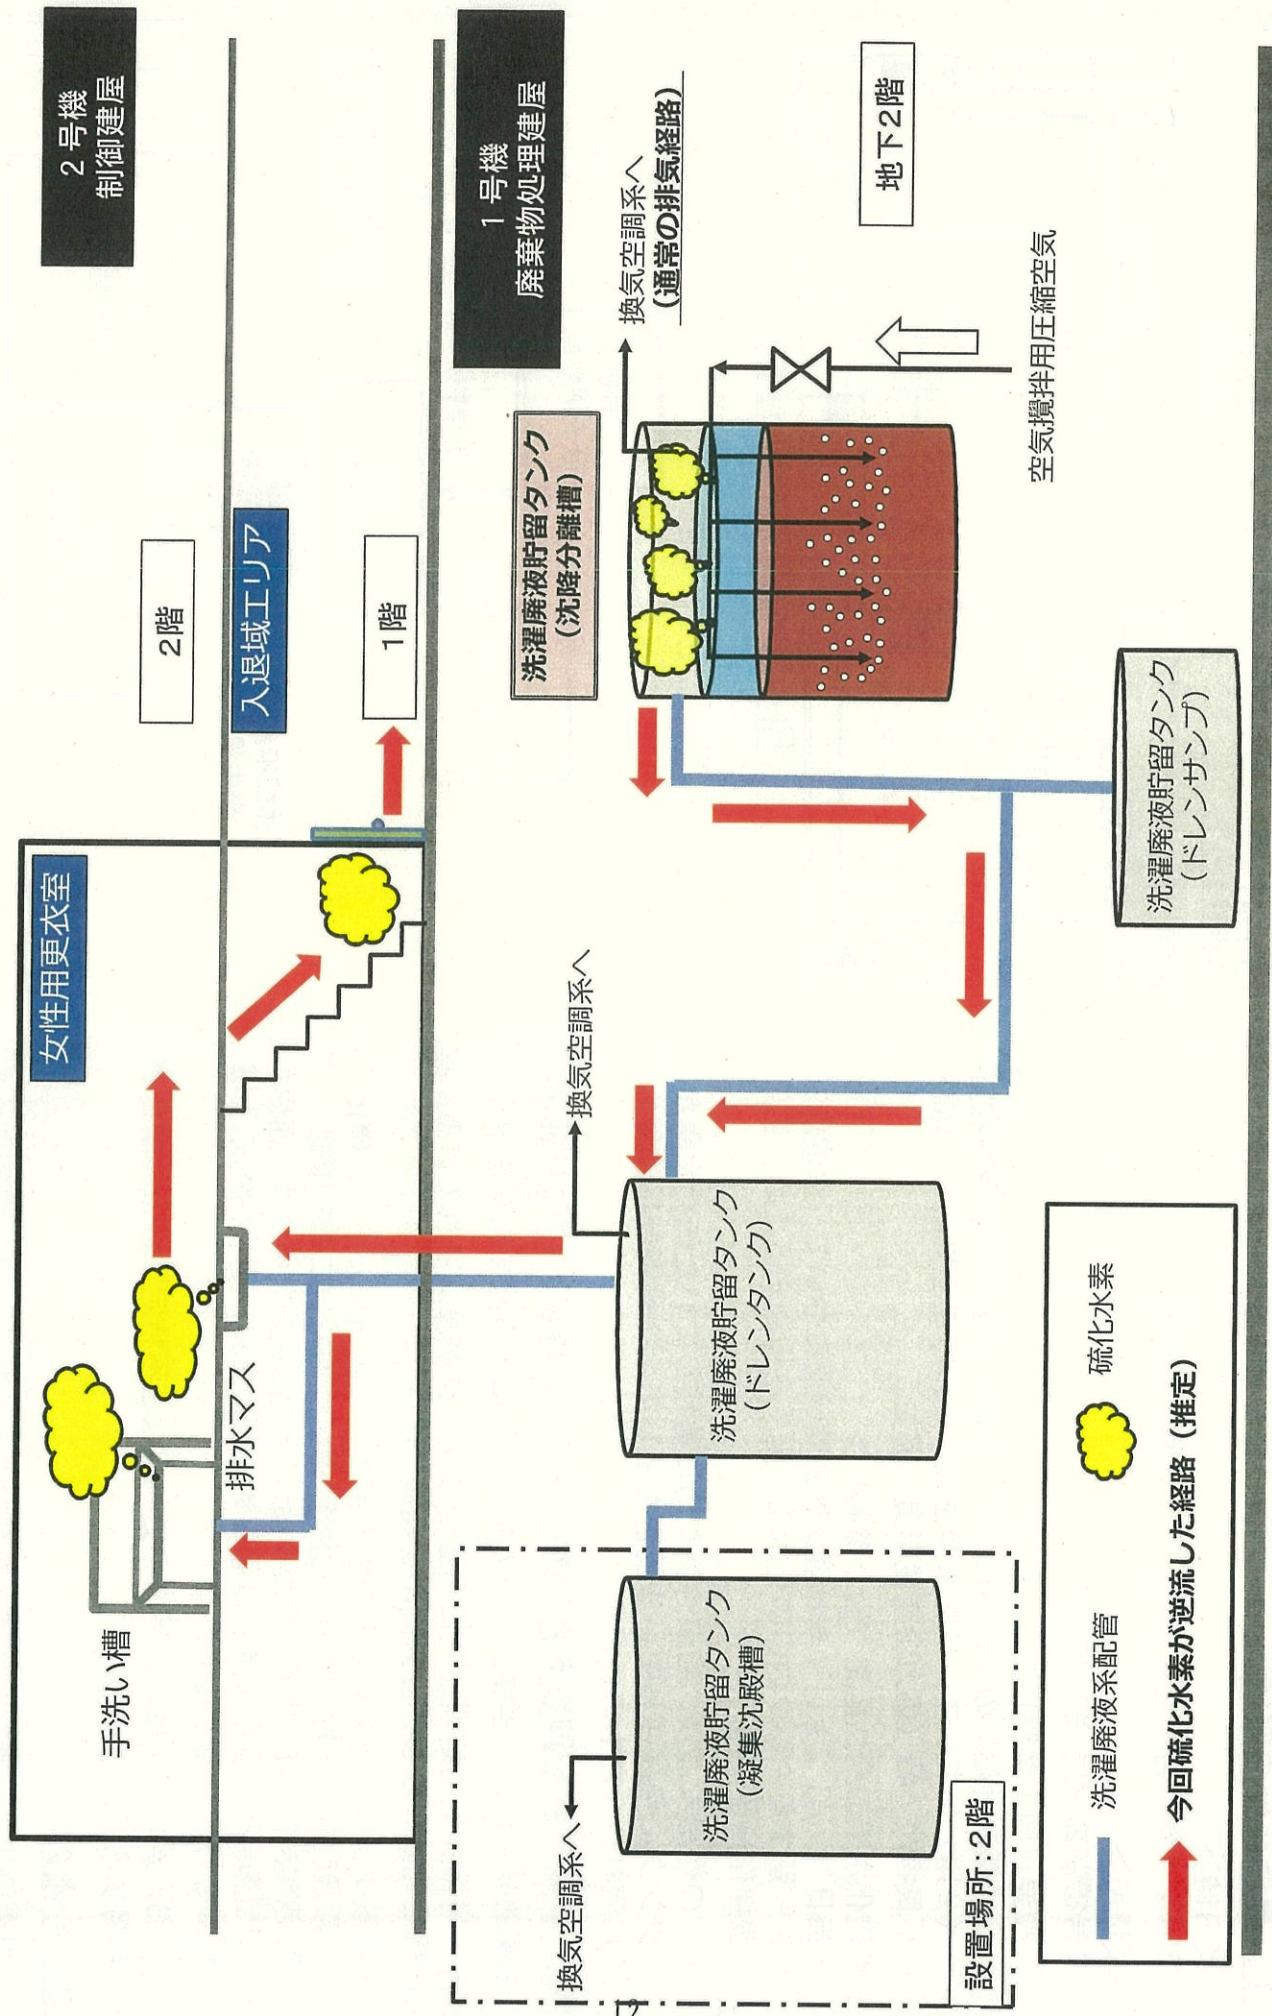 女性用更衣室
手洗い槽
排水マス
2階
入退域エリア
1階
2号機
制御建屋
1号機
廃棄物処理建屋
換気空調系へ
洗濯廃液貯留タンク
(凝集沈殿槽)
設置場所:2階
換気空調系へ
洗濯廃液貯留タンク
(ドレンタンク)
洗濯廃液貯留タンク
(沈降分離槽)
換気空調系へ
(通常の排気経路)
地下2階
空気攪拌用圧縮空気
洗濯廃液貯留タンク
(ドレンサンプ)
洗濯廃液系配管
硫化水素
今回硫化水素が逆流した経路(推定)